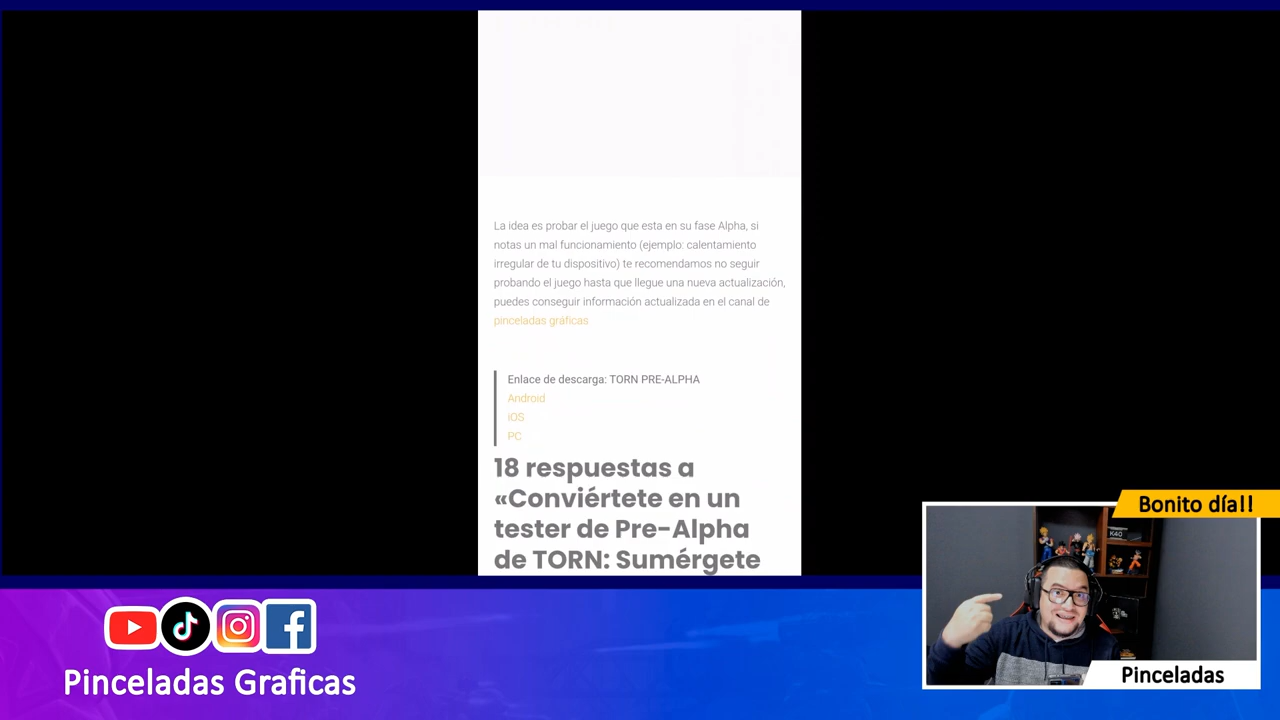 La idea es probar el juego que esta en su fase Alpha, si
notas un mal funcionamiento (ejemplo: calentamiento
irregular de tu dispositivo) te recomendamos no seguir
probando el juego hasta que llegue una nueva actualización,
puedes conseguir información actualizada en el canal de
pinceladas gráficas
Enlace de descarga: TORN PRE-ALPHA
Android
iOS
PC
18 respuestas a
«Conviértete en un
tester de Pre-Alpha
de TORN: Sumérgete
Bonito día!!
K40
Pinceladas
Pinceladas Graficas